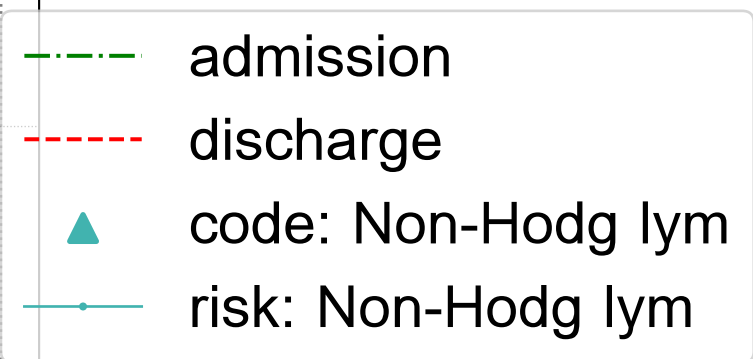 admission
discharge
code: Non-Hodg lym
risk: Non-Hodg lym